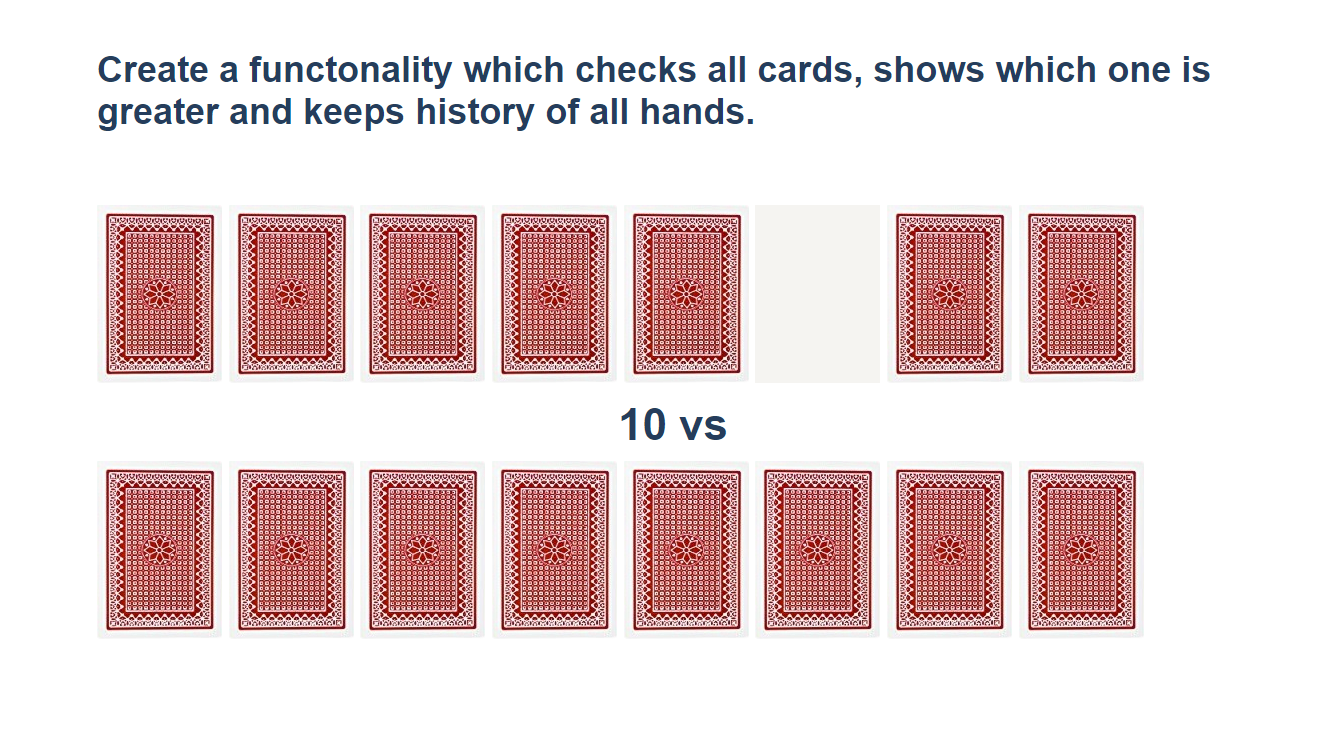 Create a functonality which checks all cards, shows which one is
greater and keeps history of all hands.
10 vs